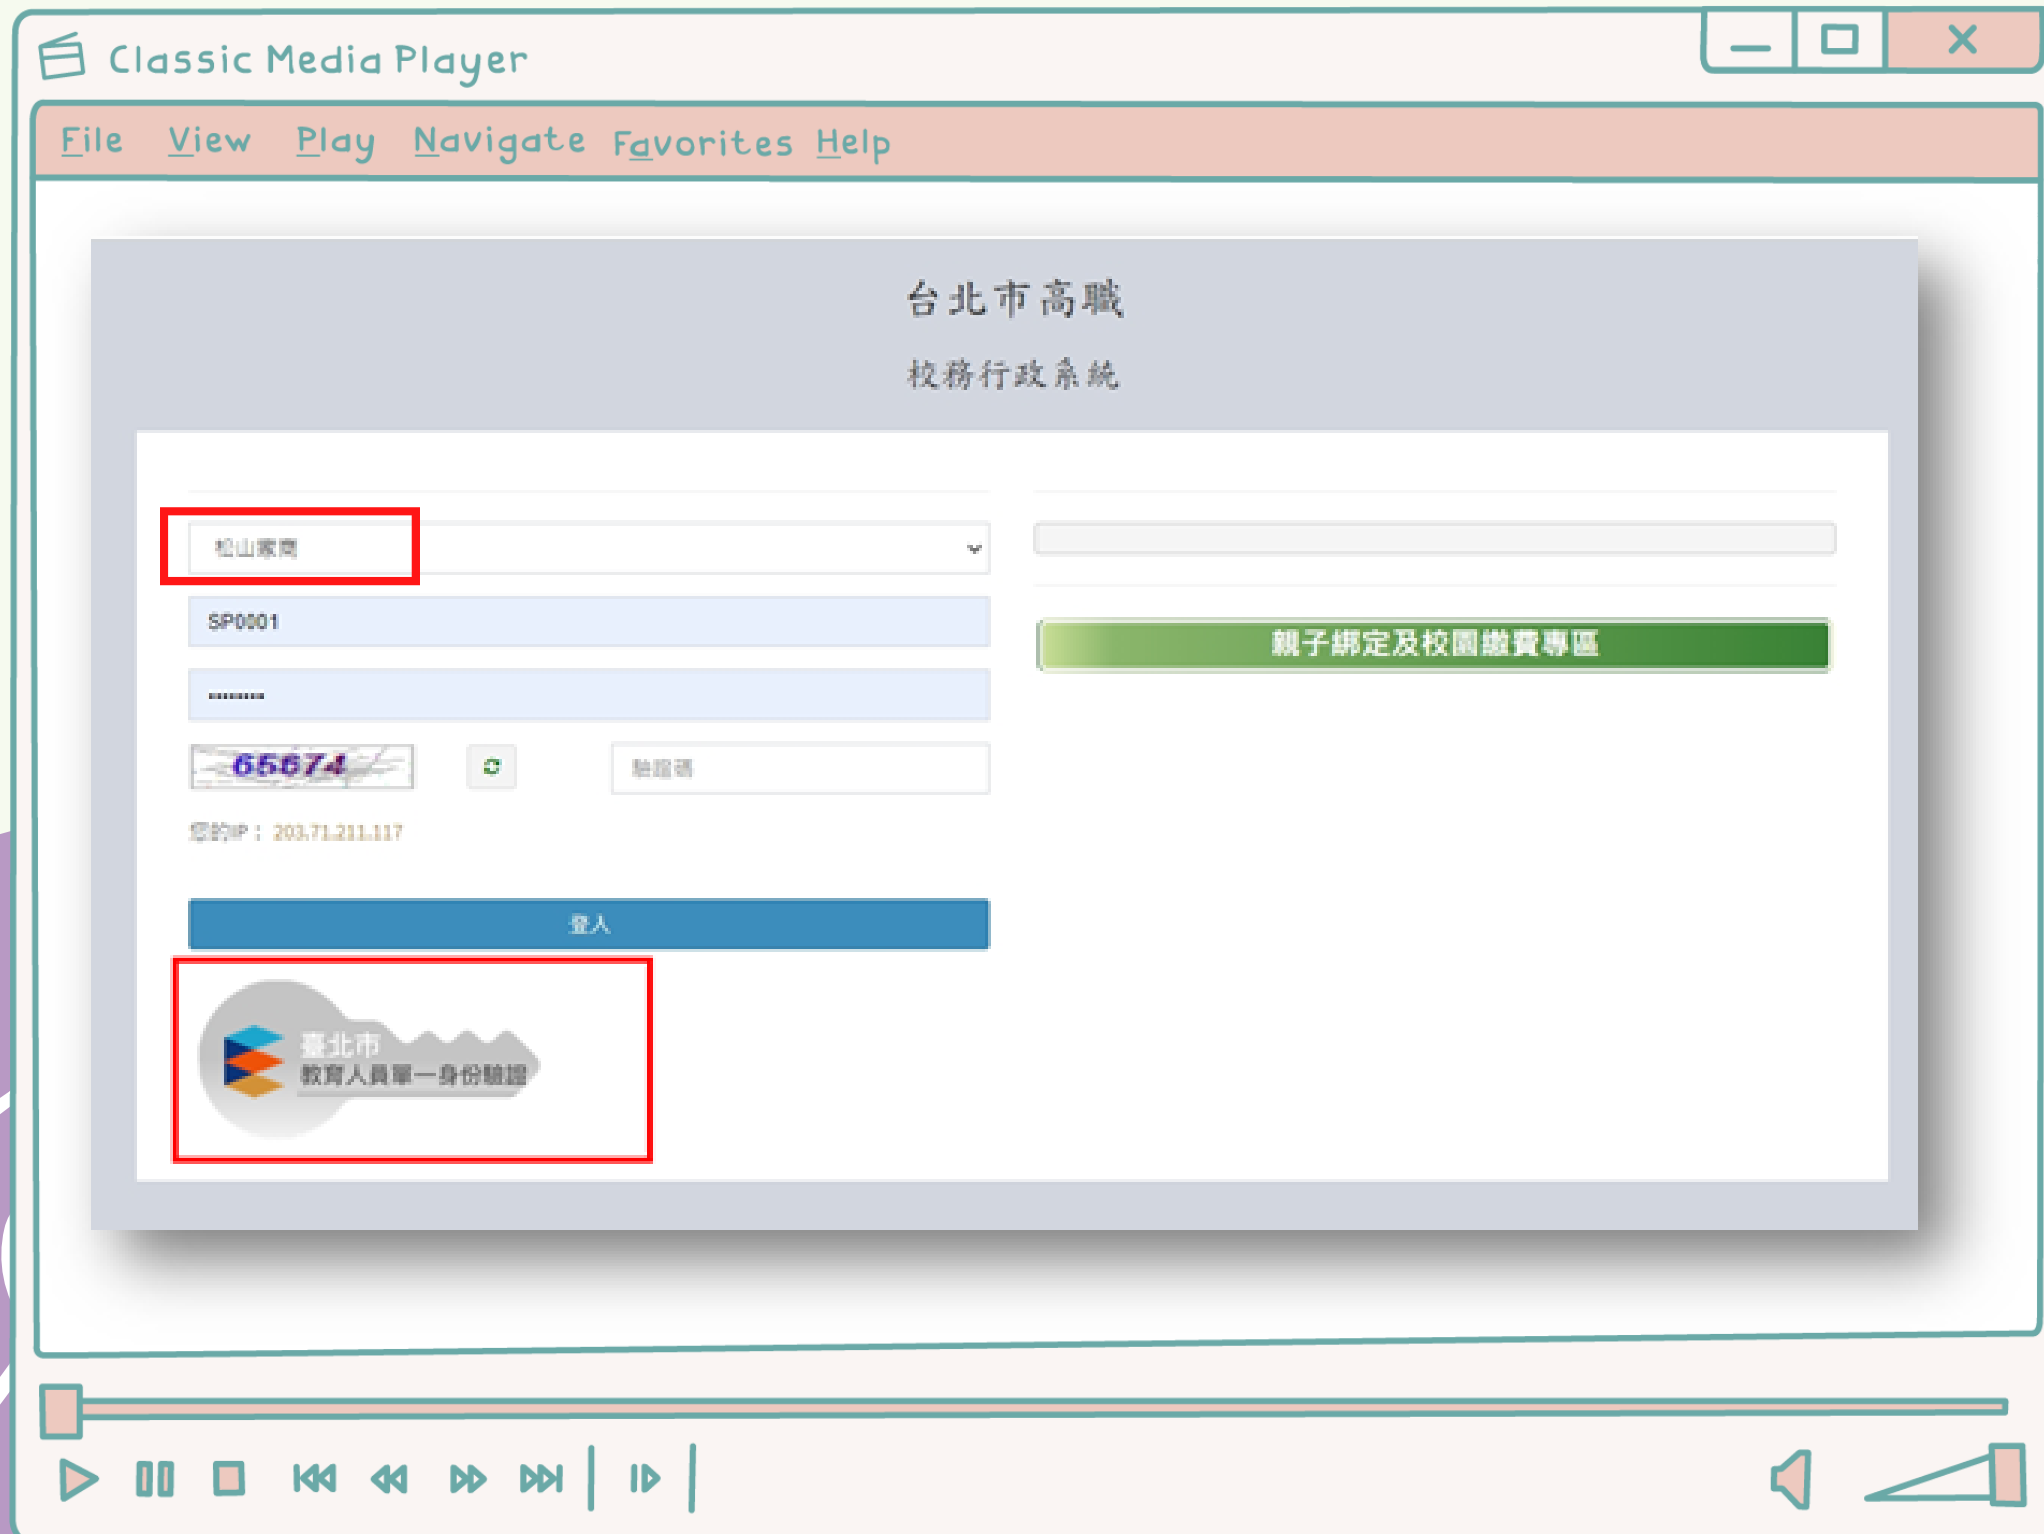 Classic Media Player
File View Play Navigate Favorites Help
台北市高職
校務行政系統
松山家商
SP0001
65674
驗證碼
您的IP： 203.71.211.117
登入
親子綁定及校園繳費專區
臺北市
教育人員單一身份驗證